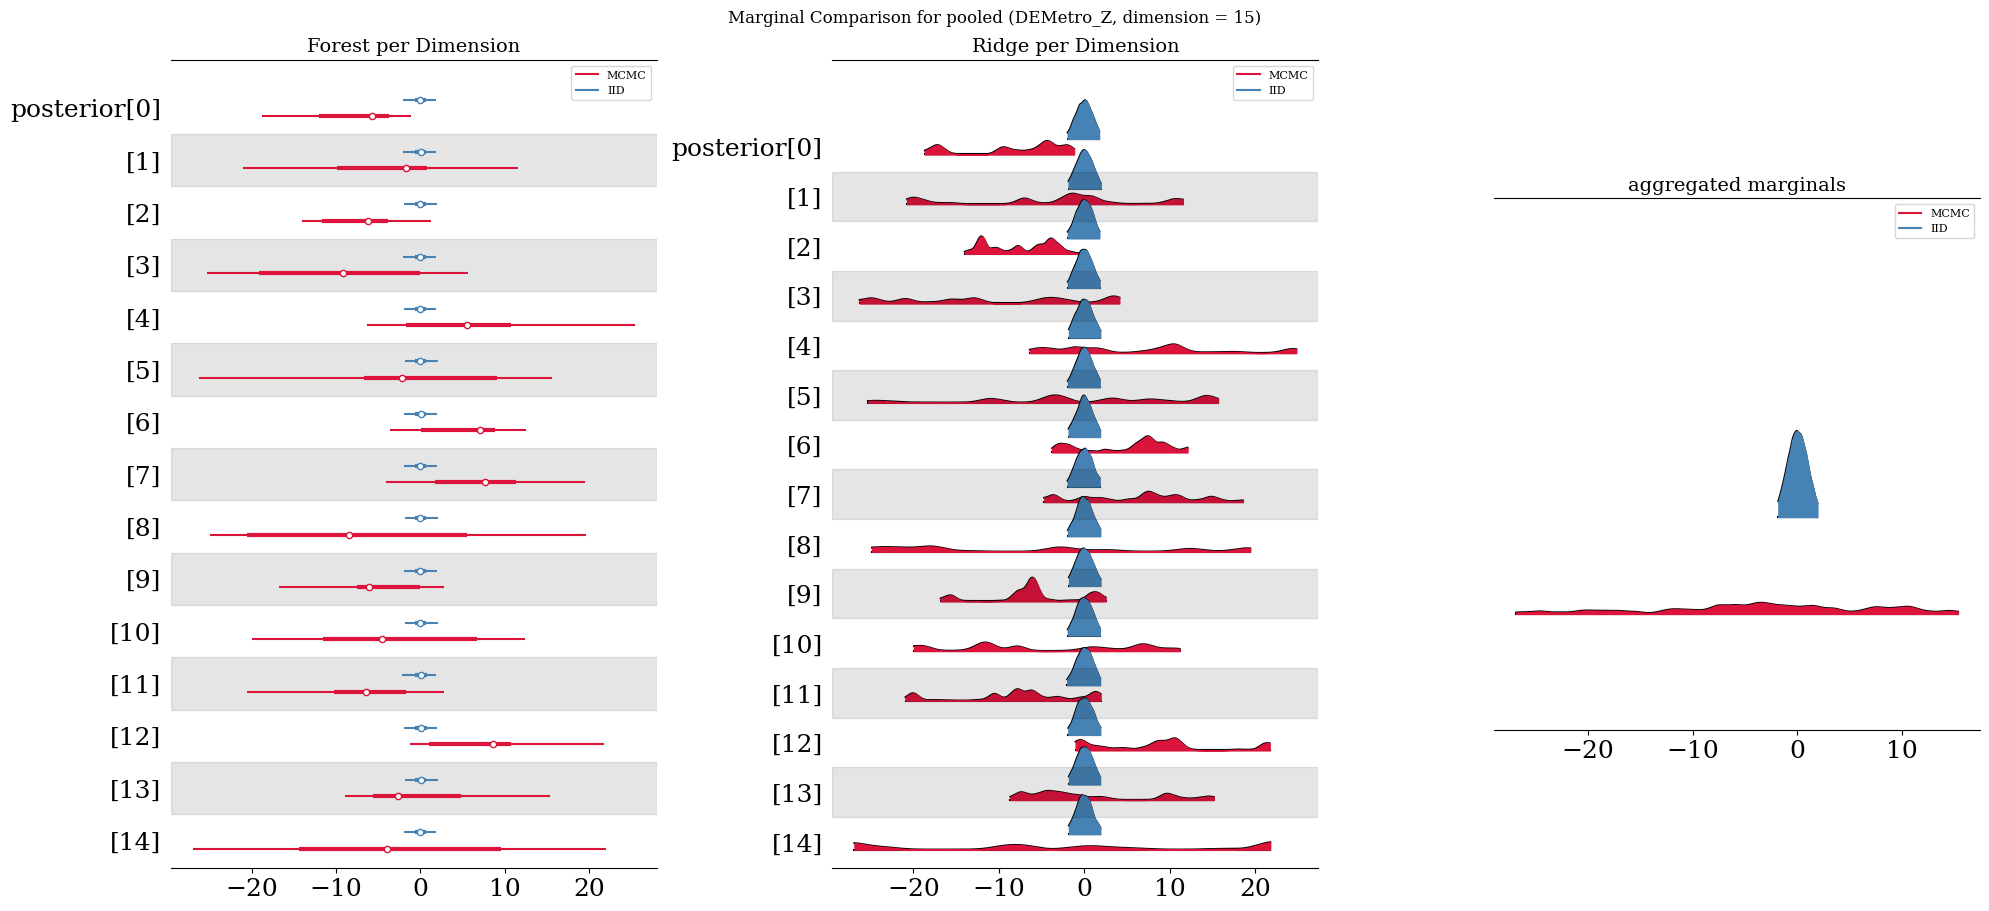 Marginal Comparison for pooled (DEMetro_Z, dimension = 15)
Forest per Dimension
MCMC
IID
posterior[0]
[1]
[2]
[3]
[4]
[5]
[6]
[7]
[8]
[9]
[10]
[11]
[12]
[13]
[14]
−20 −10 0 10 20
Ridge per Dimension
MCMC
IID
posterior[0]
[1]
[2]
[3]
[4]
[5]
[6]
[7]
[8]
[9]
[10]
[11]
[12]
[13]
[14]
−20 −10 0 10 20
aggregated marginals
MCMC
IID
−20 −10 0 10